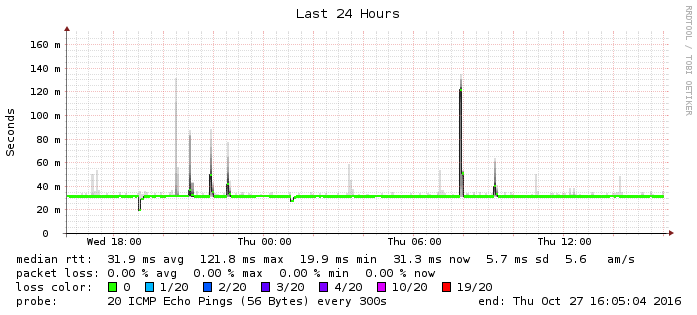 Last 24 Hours
RRDTOOL / TOBI OETIKER
Seconds
160 m
140 m
120 m
100 m
80 m
60 m
40 m
20 m
0
Wed 18:00 Thu 00:00 Thu 06:00 Thu 12:00
median rtt: 31.9 ms avg 121.8 ms max 19.9 ms min 31.3 ms now 5.7 ms sd 5.6 am/s
packet loss: 0.00 % avg 0.00 % max 0.00 % min 0.00 % now
loss color: 0 1/20 2/20 3/20 4/20 10/20 19/20
probe: 20 ICMP Echo Pings (56 Bytes) every 300s end: Thu Oct 27 16:05:04 2016